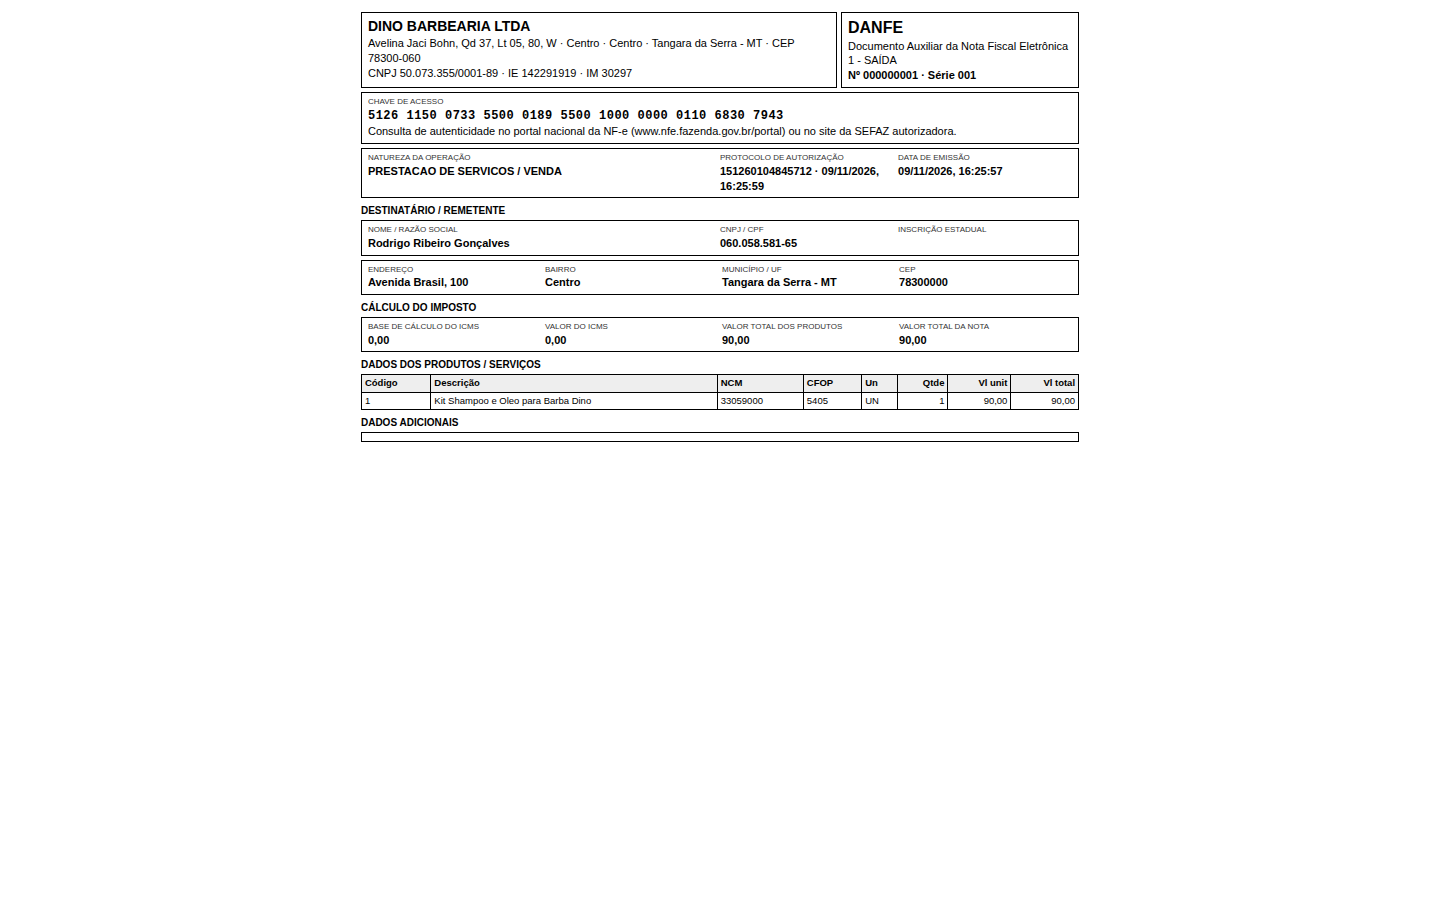 DINO BARBEARIA LTDA
Avelina Jaci Bohn, Qd 37, Lt 05, 80, W · Centro · Centro · Tangara da Serra - MT · CEP
78300-060
CNPJ 50.073.355/0001-89 · IE 142291919 · IM 30297
DANFE
Documento Auxiliar da Nota Fiscal Eletrônica
1 - SAÍDA
Nº 000000001 · Série 001
CHAVE DE ACESSO
5126 1150 0733 5500 0189 5500 1000 0000 0110 6830 7943
Consulta de autenticidade no portal nacional da NF-e (www.nfe.fazenda.gov.br/portal) ou no site da SEFAZ autorizadora.
NATUREZA DA OPERAÇÃO PROTOCOLO DE AUTORIZAÇÃO DATA DE EMISSÃO
PRESTACAO DE SERVICOS / VENDA 151260104845712 · 09/11/2026, 09/11/2026, 16:25:57
16:25:59
DESTINATÁRIO / REMETENTE
NOME / RAZÃO SOCIAL CNPJ / CPF INSCRIÇÃO ESTADUAL
Rodrigo Ribeiro Gonçalves 060.058.581-65
ENDEREÇO BAIRRO MUNICÍPIO / UF CEP
Avenida Brasil, 100 Centro Tangara da Serra - MT 78300000
CÁLCULO DO IMPOSTO
BASE DE CÁLCULO DO ICMS VALOR DO ICMS VALOR TOTAL DOS PRODUTOS VALOR TOTAL DA NOTA
0,00 0,00 90,00 90,00
DADOS DOS PRODUTOS / SERVIÇOS
Código Descrição NCM CFOP Un Qtde Vl unit Vl total
1 Kit Shampoo e Oleo para Barba Dino 33059000 5405 UN 1 90,00 90,00
DADOS ADICIONAIS